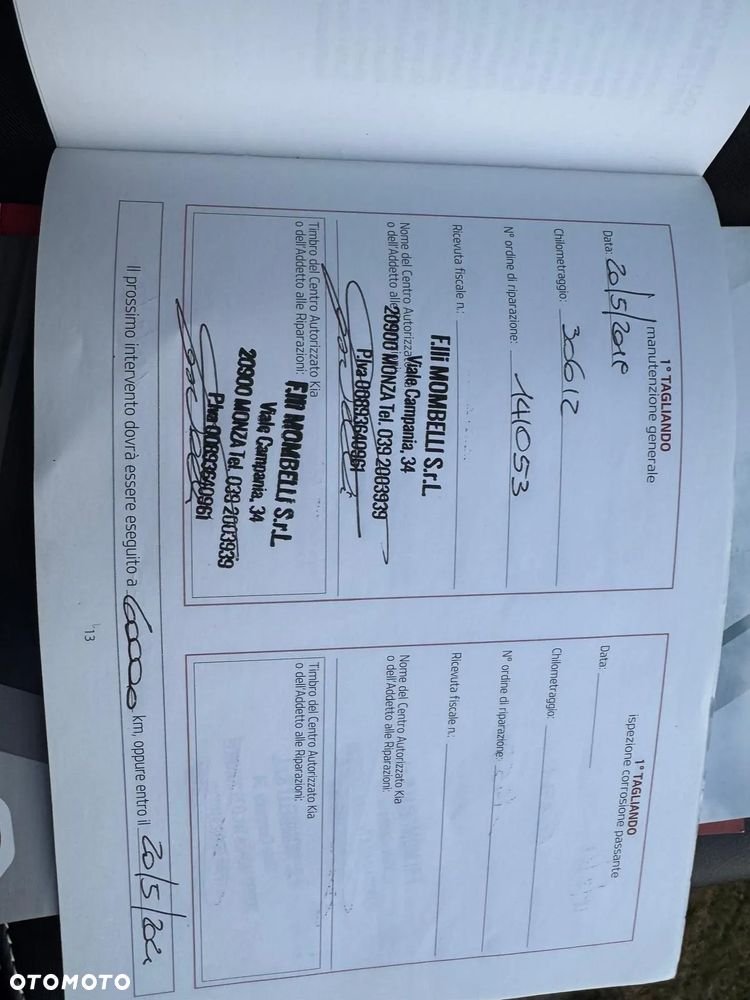 1° TAGLIANDO
manutenzione generale
Data: 20/5/201
Chilometraggio: 30612
N° ordine di riparazione: 141053
Ricevuta fiscale n.:
F.lli MOMBELLI S.r.L.
Viale Campania, 34
20900 MONZA Tel. 039 2003939
P.Iva 00893640961
Nome del Centro Autorizzato
o dell'Addetto alle
Timbro del Centro Autorizzato Kia
o dell'Addetto alle Riparazioni:
F.lli MOMBELLI S.r.L
Viale Campania, 34
20900 MONZA Tel. 039 2003939
P.Iva 00893640961
1° TAGLIANDO
ispezione corrosione passante
Data:
Chilometraggio:
N° ordine di riparazione:
Ricevuta fiscale n.:
Nome del Centro Autorizzato Kia
o dell'Addetto alle Riparazioni:
Timbro del Centro Autorizzato Kia
o dell'Addetto alle Riparazioni:
Il prossimo intervento dovrà essere eseguito a 60000 km, oppure entro il 20/5/202
13
OTOMOTO